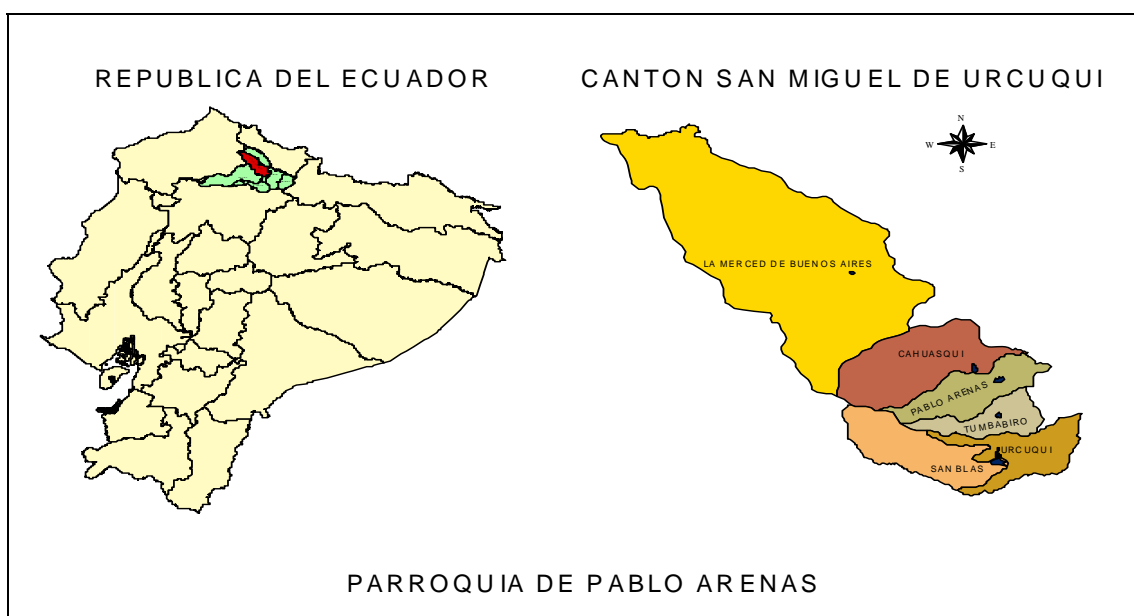 REPUBLICA DEL ECUADOR
CANTON SAN MIGUEL DE URCUQUI
N
W
E
S
LA MERCED DE BUENOS AIRES
CAHUASQUI
PABLO ARENAS
TUMBABIRO
URCUQUI
SAN BLAS
PARROQUIA DE PABLO ARENAS